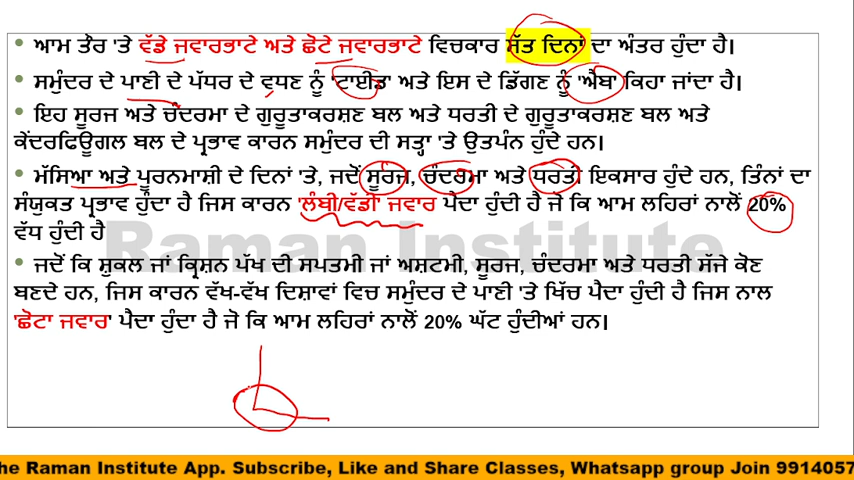 • ਆਮ ਤੌਰ 'ਤੇ ਵੱਡੇ ਜਵਾਰਭਾਟੇ ਅਤੇ ਛੋਟੇ ਜਵਾਰਭਾਟੇ ਵਿਚਕਾਰ ਸੱਤ ਦਿਨਾਂ ਦਾ ਅੰਤਰ ਹੁੰਦਾ ਹੈ।
• ਸਮੁੰਦਰ ਦੇ ਪਾਣੀ ਦੇ ਪੱਧਰ ਦੇ ਵਧਣ ਨੂੰ 'ਟਾਈਡ' ਅਤੇ ਇਸ ਦੇ ਡਿੱਗਣ ਨੂੰ 'ਐਬਾ' ਕਿਹਾ ਜਾਂਦਾ ਹੈ।
• ਇਹ ਸੂਰਜ ਅਤੇ ਚੰਦਰਮਾ ਦੇ ਗੁਰੂਤਾਕਰਸ਼ਣ ਬਲ ਅਤੇ ਧਰਤੀ ਦੇ ਗੁਰੂਤਾਕਰਸ਼ਣ ਬਲ ਅਤੇ
ਕੇਂਦਰਫਿਊਗਲ ਬਲ ਦੇ ਪ੍ਰਭਾਵ ਕਾਰਨ ਸਮੁੰਦਰ ਦੀ ਸਤ੍ਹਾ 'ਤੇ ਉਤਪੰਨ ਹੁੰਦੇ ਹਨ।
• ਮੱਸਿਆ ਅਤੇ ਪੂਰਨਮਾਸ਼ੀ ਦੇ ਦਿਨਾਂ 'ਤੇ, ਜਦੋਂ ਸੂਰਜ, ਚੰਦਰਮਾ ਅਤੇ ਧਰਤੀ ਇਕਸਾਰ ਹੁੰਦੇ ਹਨ, ਤਿੰਨਾਂ ਦਾ
ਸੰਯੁਕਤ ਪ੍ਰਭਾਵ ਹੁੰਦਾ ਹੈ ਜਿਸ ਕਾਰਨ 'ਲੰਬੀ/ਵੱਡੀ' ਜਵਾਰ ਪੈਦਾ ਹੁੰਦੀ ਹੈ ਜੋ ਕਿ ਆਮ ਲਹਿਰਾਂ ਨਾਲੋਂ 20%
ਵੱਧ ਹੁੰਦੀ ਹੈ
Raman Institute
• ਜਦੋਂ ਕਿ ਸ਼ੁਕਲ ਜਾਂ ਕ੍ਰਿਸ਼ਨ ਪੱਖ ਦੀ ਸਪਤਮੀ ਜਾਂ ਅਸ਼ਟਮੀ, ਸੂਰਜ, ਚੰਦਰਮਾ ਅਤੇ ਧਰਤੀ ਸੱਜੇ ਕੋਣ
ਬਣਦੇ ਹਨ, ਜਿਸ ਕਾਰਨ ਵੱਖ-ਵੱਖ ਦਿਸ਼ਾਵਾਂ ਵਿਚ ਸਮੁੰਦਰ ਦੇ ਪਾਣੀ 'ਤੇ ਖਿੱਚ ਪੈਦਾ ਹੁੰਦੀ ਹੈ ਜਿਸ ਨਾਲ
'ਛੋਟਾ ਜਵਾਰ' ਪੈਦਾ ਹੁੰਦਾ ਹੈ ਜੋ ਕਿ ਆਮ ਲਹਿਰਾਂ ਨਾਲੋਂ 20% ਘੱਟ ਹੁੰਦੀਆਂ ਹਨ।
he Raman Institute App. Subscribe, Like and Share Classes, Whatsapp group Join 9914057